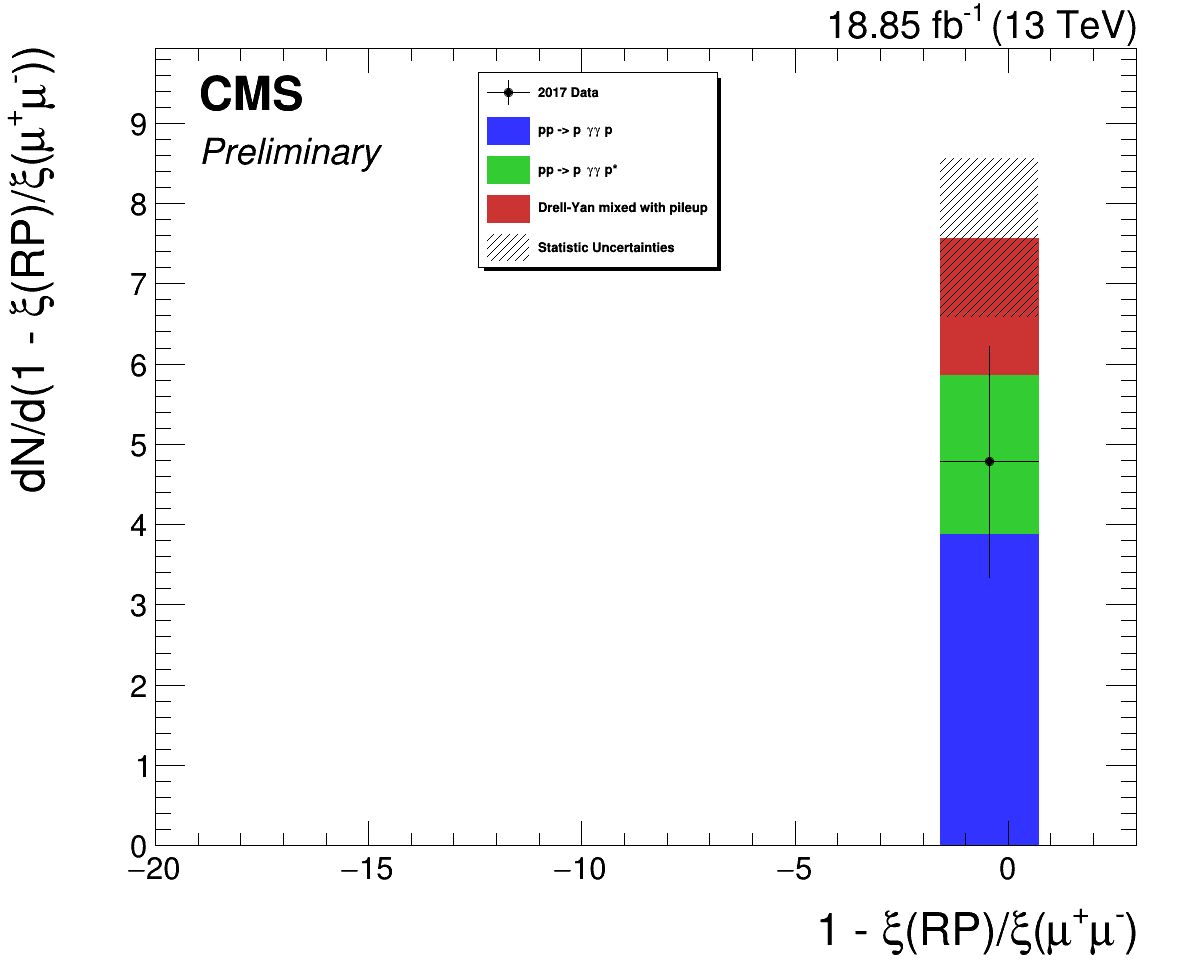 18.85 fb⁻¹ (13 TeV)
CMS
Preliminary
2017 Data
pp -> p γγ p
pp -> p γγ p*
Drell-Yan mixed with pileup
Statistic Uncertainties
dN/d(1 - ξ(RP)/ξ(μ⁺μ⁻))
9
8
7
6
5
4
3
2
1
0
−20 −15 −10 −5 0
1 - ξ(RP)/ξ(μ⁺μ⁻)